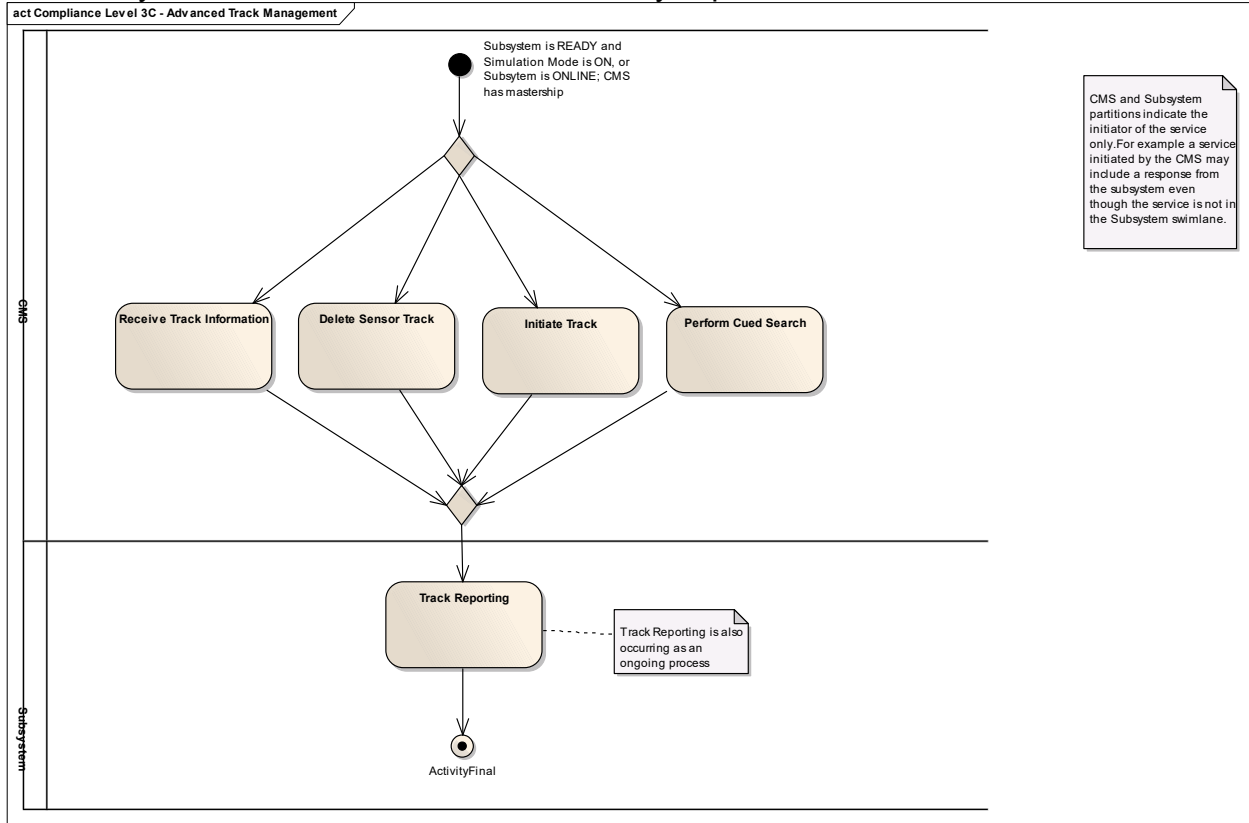 act Compliance Level 3C - Advanced Track Management
Subsystem is READY and
Simulation Mode is ON, or
Subsytem is ONLINE; CMS
has mastership
CMS and Subsystem
partitions indicate the
initiator of the service
only.For example a service
initiated by the CMS may
include a response from
the subsystem even
though the service is not in
the Subsystem swimlane.
CMS
Receive Track Information
Delete Sensor Track
Initiate Track
Perform Cued Search
Track Reporting
Track Reporting is also
occurring as an
ongoing process
Subsystem
ActivityFinal